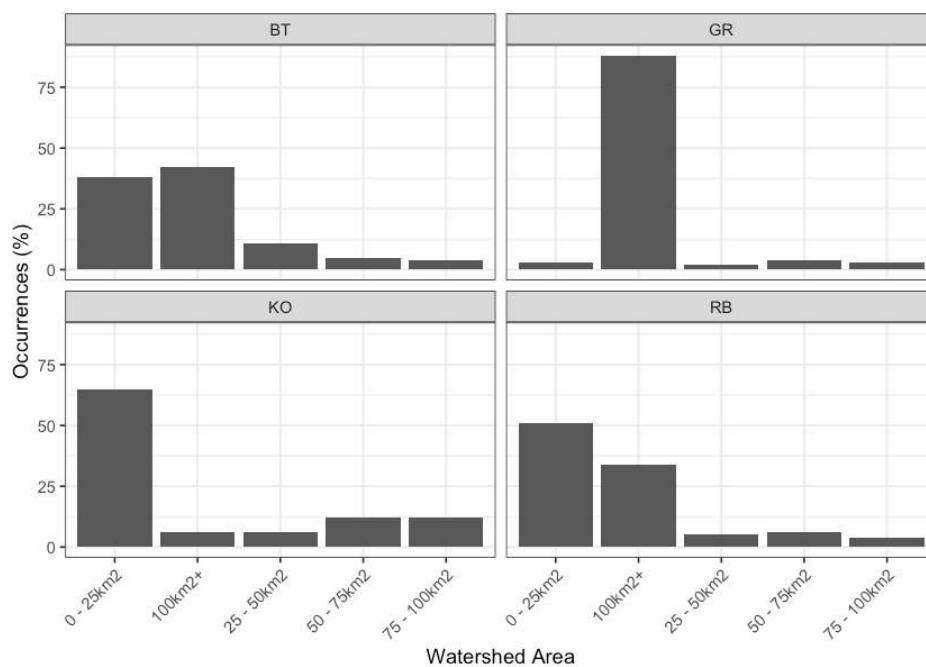 BT
GR
75
50
25
0
KO
RB
75
50
25
0
Occurrences (%)
0 - 25km2
100km2+
25 - 50km2
50 - 75km2
75 - 100km2
0 - 25km2
100km2+
25 - 50km2
50 - 75km2
75 - 100km2
Watershed Area